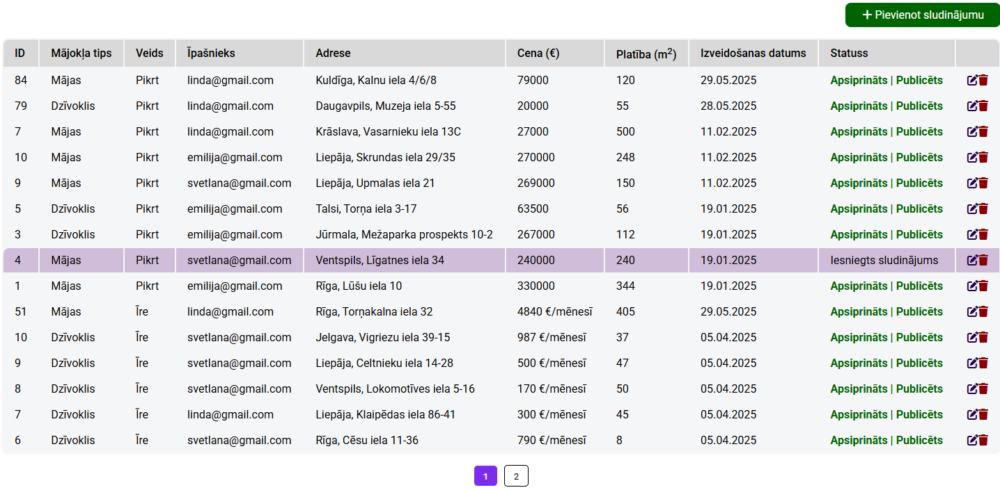 + Pievienot sludinājumu
ID Mājokļa tips Veids Īpašnieks Adrese Cena (€) Platība (m²) Izveidošanas datums Statuss
84 Mājas Pikrt linda@gmail.com Kuldīga, Kalnu iela 4/6/8 79000 120 29.05.2025 Apsiprināts | Publicēts
79 Dzīvoklis Pikrt linda@gmail.com Daugavpils, Muzeja iela 5-55 20000 55 28.05.2025 Apsiprināts | Publicēts
7 Mājas Pikrt linda@gmail.com Krāslava, Vasarnieku iela 13C 27000 500 11.02.2025 Apsiprināts | Publicēts
10 Mājas Pikrt emilija@gmail.com Liepāja, Skrundas iela 29/35 270000 248 11.02.2025 Apsiprināts | Publicēts
9 Mājas Pikrt svetlana@gmail.com Liepāja, Upmalas iela 21 269000 150 11.02.2025 Apsiprināts | Publicēts
5 Dzīvoklis Pikrt emilija@gmail.com Talsi, Torņa iela 3-17 63500 56 19.01.2025 Apsiprināts | Publicēts
3 Dzīvoklis Pikrt emilija@gmail.com Jūrmala, Mežaparka prospekts 10-2 267000 112 19.01.2025 Apsiprināts | Publicēts
4 Mājas Pikrt svetlana@gmail.com Ventspils, Līgatnes iela 34 240000 240 19.01.2025 Iesniegts sludinājums
1 Mājas Pikrt emilija@gmail.com Rīga, Lūšu iela 10 330000 344 19.01.2025 Apsiprināts | Publicēts
51 Mājas Īre linda@gmail.com Rīga, Torņakalna iela 32 4840 €/mēnesī 405 29.05.2025 Apsiprināts | Publicēts
10 Dzīvoklis Īre svetlana@gmail.com Jelgava, Vigriezu iela 39-15 987 €/mēnesī 37 05.04.2025 Apsiprināts | Publicēts
9 Dzīvoklis Īre svetlana@gmail.com Liepāja, Celtnieku iela 14-28 500 €/mēnesī 47 05.04.2025 Apsiprināts | Publicēts
8 Dzīvoklis Īre svetlana@gmail.com Ventspils, Lokomotīves iela 5-16 170 €/mēnesī 50 05.04.2025 Apsiprināts | Publicēts
7 Dzīvoklis Īre linda@gmail.com Liepāja, Klaipēdas iela 86-41 300 €/mēnesī 45 05.04.2025 Apsiprināts | Publicēts
6 Dzīvoklis Īre svetlana@gmail.com Rīga, Cēsu iela 11-36 790 €/mēnesī 8 05.04.2025 Apsiprināts | Publicēts
1 2